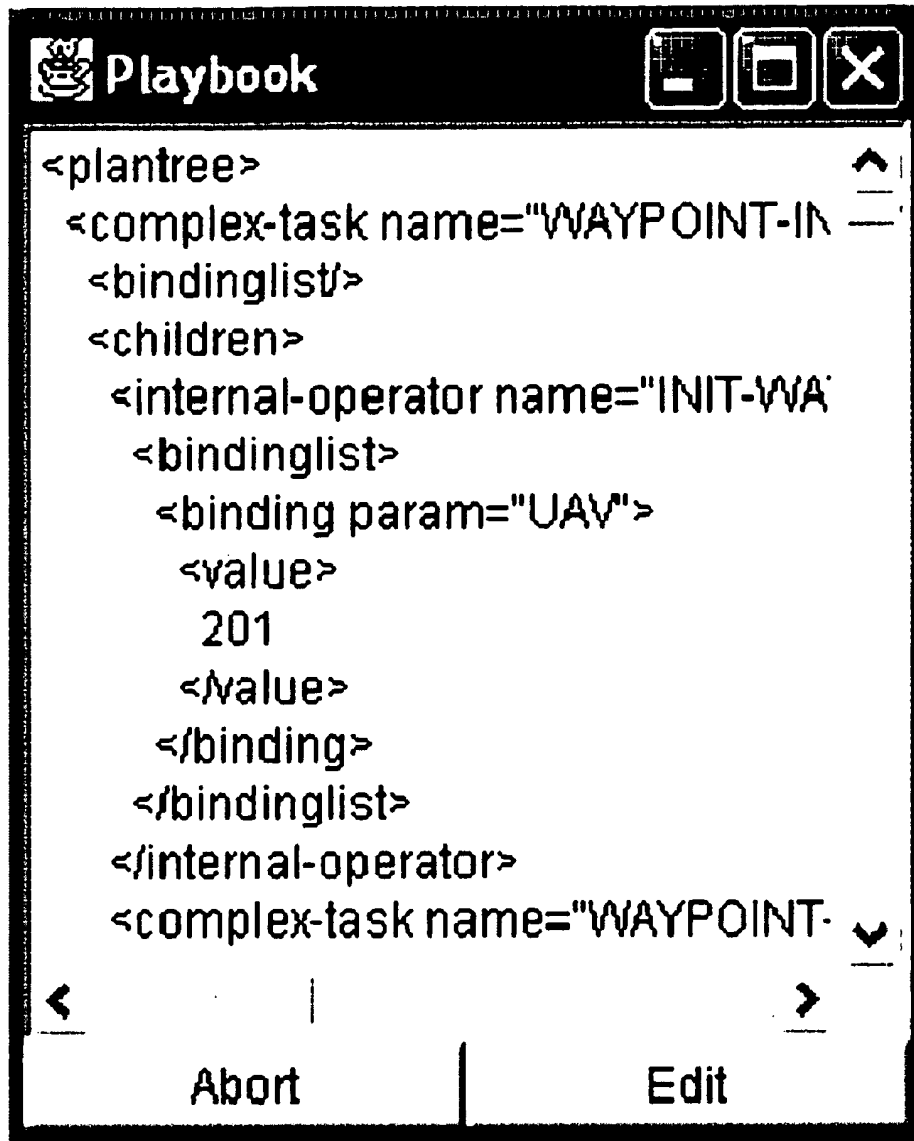 Playbook
<plantree>
<complex-task name="WAYPOINT-IN
<bindinglist/>
<children>
<internal-operator name="INIT-WAY
<bindinglist>
<binding param="UAV">
<value>
201
</value>
</binding>
</bindinglist>
</internal-operator>
<complex-task name="WAYPOINT-
Abort Edit